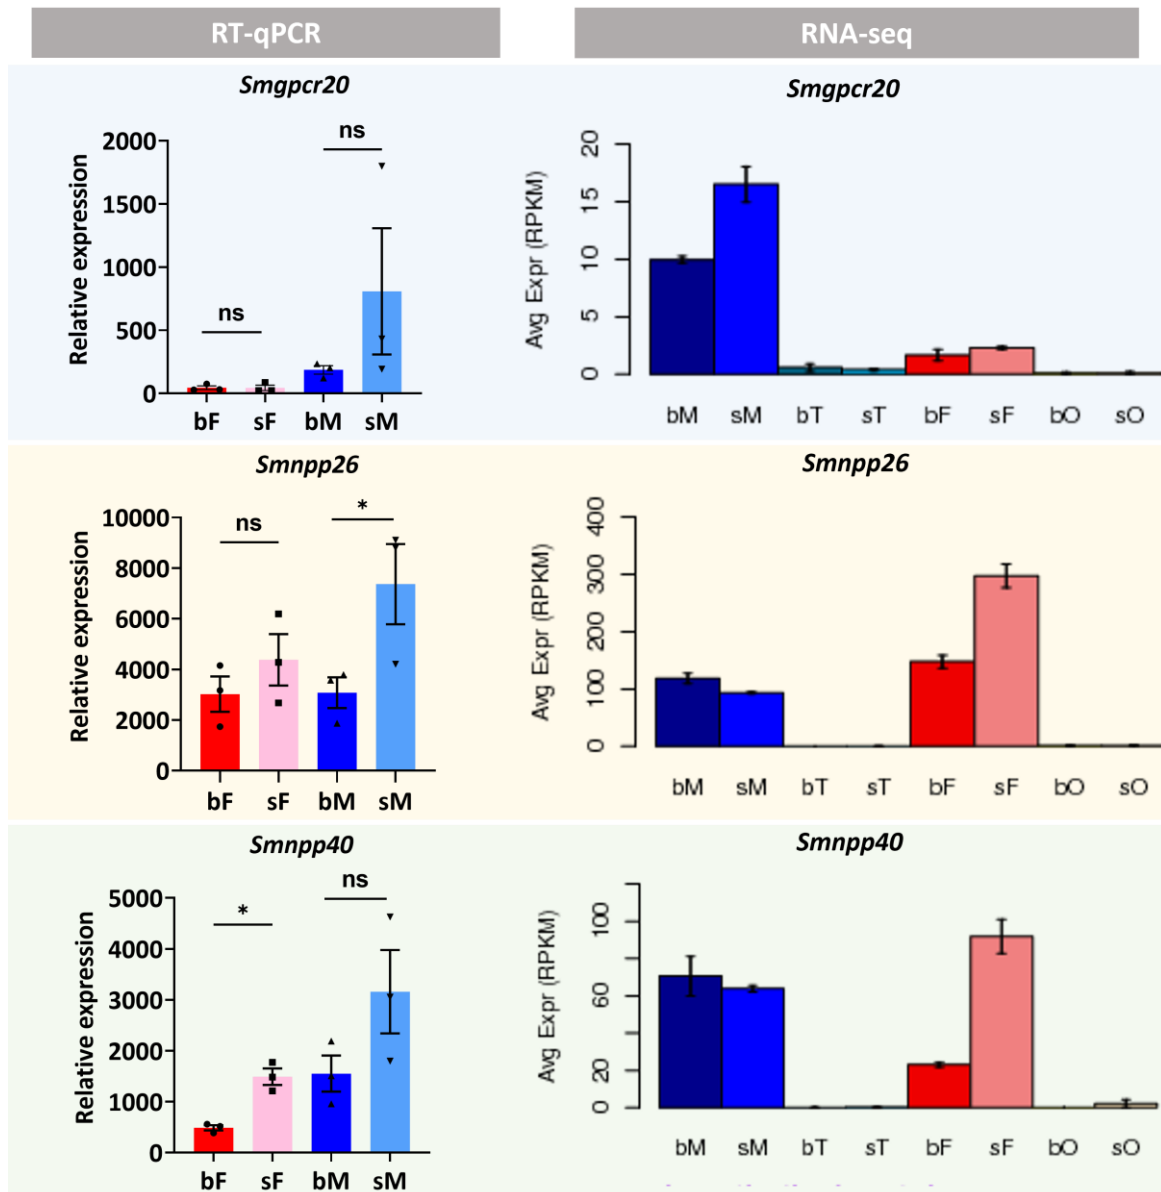 RT-qPCR
RNA-seq
Smgpcr20
Relative expression
2000
1500
1000
500
0
ns
ns
bF sF bM sM
Smgpcr20
Avg Expr (RPKM)
20
15
10
5
0
bM sM bT sT bF sF bO sO
Smnpp26
Relative expression
10000
8000
6000
4000
2000
0
ns
*
bF sF bM sM
Smnpp26
Avg Expr (RPKM)
400
300
200
100
0
bM sM bT sT bF sF bO sO
Smnpp40
Relative expression
5000
4000
3000
2000
1000
0
*
ns
bF sF bM sM
Smnpp40
Avg Expr (RPKM)
100
60
20
0
bM sM bT sT bF sF bO sO